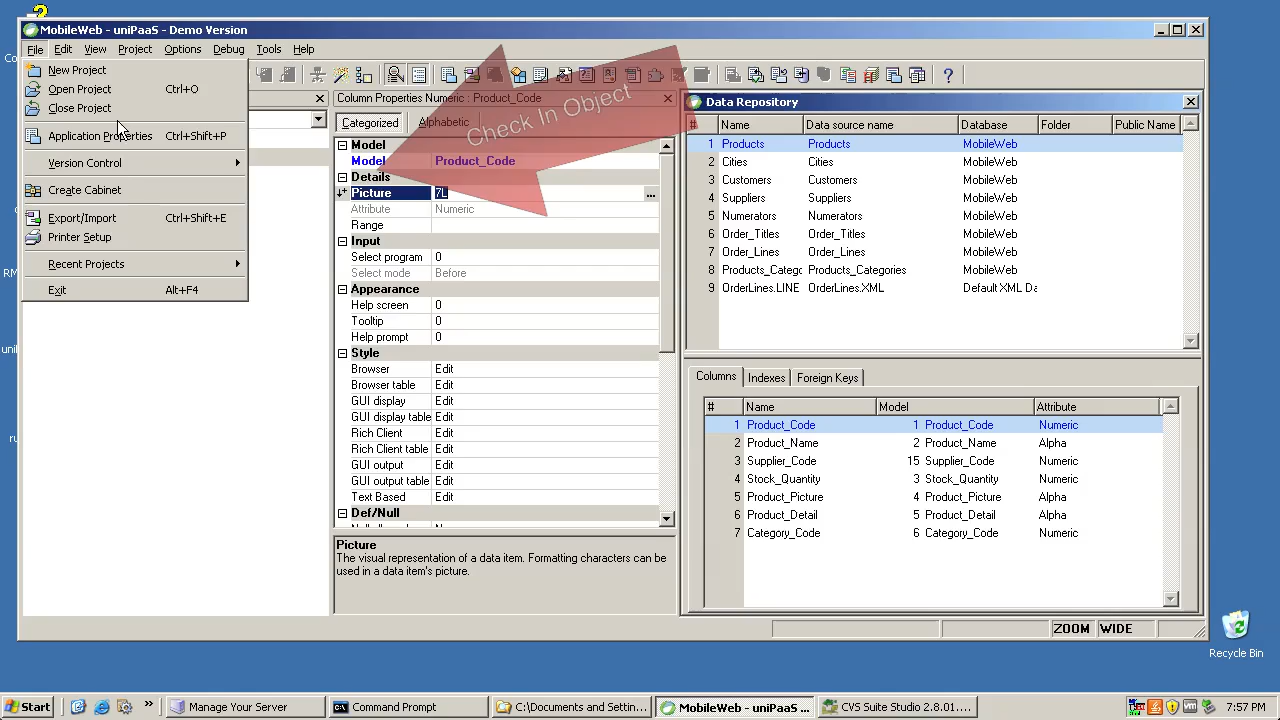 MobileWeb - uniPaaS - Demo Version
File Edit View Project Options Debug Tools Help
New Project
Open Project Ctrl+O
Close Project
Application Properties Ctrl+Shift+P
Version Control
Create Cabinet
Export/Import Ctrl+Shift+E
Printer Setup
Recent Projects
Exit Alt+F4
Check In Object
Column Properties Numeric : Product_Code
Categorized Alphabetic
Model
Model Product_Code
Details
Picture 7L
Attribute Numeric
Range
Input
Select program 0
Select mode Before
Appearance
Help screen 0
Tooltip 0
Help prompt 0
Style
Browser Edit
Browser table Edit
GUI display Edit
GUI display table Edit
Rich Client Edit
Rich Client table Edit
GUI output Edit
GUI output table Edit
Text Based Edit
Def/Null
Picture
The visual representation of a data item. Formatting characters can be
used in a data item's picture.
Data Repository
# Name Data source name Database Folder Public Name
1 Products Products MobileWeb
2 Cities Cities MobileWeb
3 Customers Customers MobileWeb
4 Suppliers Suppliers MobileWeb
5 Numerators Numerators MobileWeb
6 Order_Titles Order_Titles MobileWeb
7 Order_Lines Order_Lines MobileWeb
8 Products_Categc Products_Categories MobileWeb
9 OrderLines.LINE OrderLines.XML Default XML Da
Columns Indexes Foreign Keys
# Name Model Attribute
1 Product_Code 1 Product_Code Numeric
2 Product_Name 2 Product_Name Alpha
3 Supplier_Code 15 Supplier_Code Numeric
4 Stock_Quantity 3 Stock_Quantity Numeric
5 Product_Picture 4 Product_Picture Alpha
6 Product_Detail 5 Product_Detail Alpha
7 Category_Code 6 Category_Code Numeric
ZOOM WIDE
Recycle Bin
Start Manage Your Server Command Prompt C:\Documents and Settin... MobileWeb - uniPaaS ... CVS Suite Studio 2.8.01.... 7:57 PM